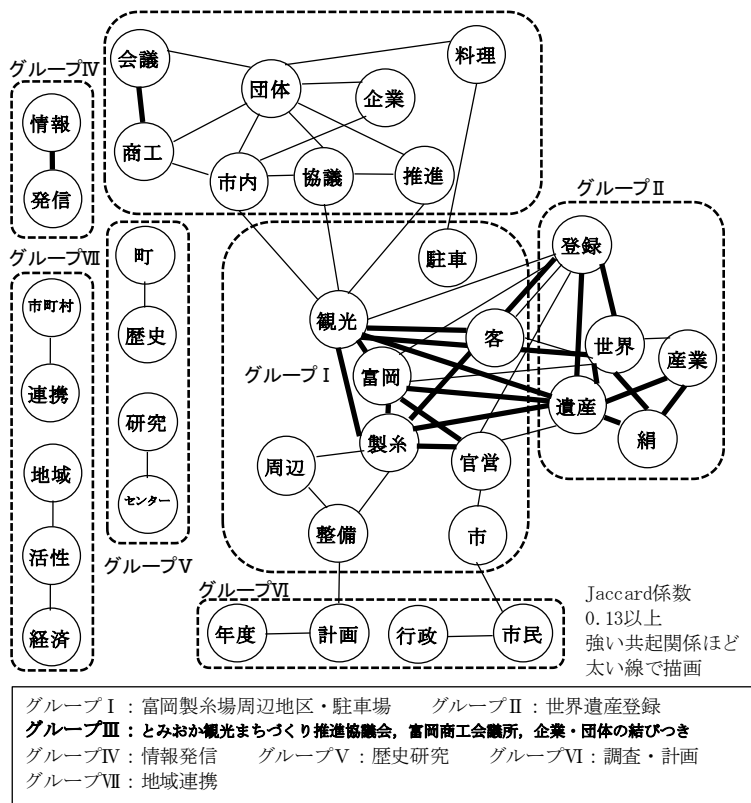 グループⅣ
情報
発信
会議
団体
料理
企業
商工
市内
協議
推進
グループⅡ
登録
世界
産業
遺産
絹
グループⅦ
市町村
連携
地域
活性
経済
町
歴史
研究
センター
グループⅤ
駐車
観光
客
グループⅠ
富岡
製糸
周辺
官営
整備
市
グループⅥ
年度
計画
行政
市民
Jaccard係数
0.13以上
強い共起関係ほど
太い線で描画
グループⅠ：富岡製糸場周辺地区・駐車場　グループⅡ：世界遺産登録
グループⅢ：とみおか観光まちづくり推進協議会，富岡商工会議所，企業・団体の結びつき
グループⅣ：情報発信　グループⅤ：歴史研究　グループⅥ：調査・計画
グループⅦ：地域連携